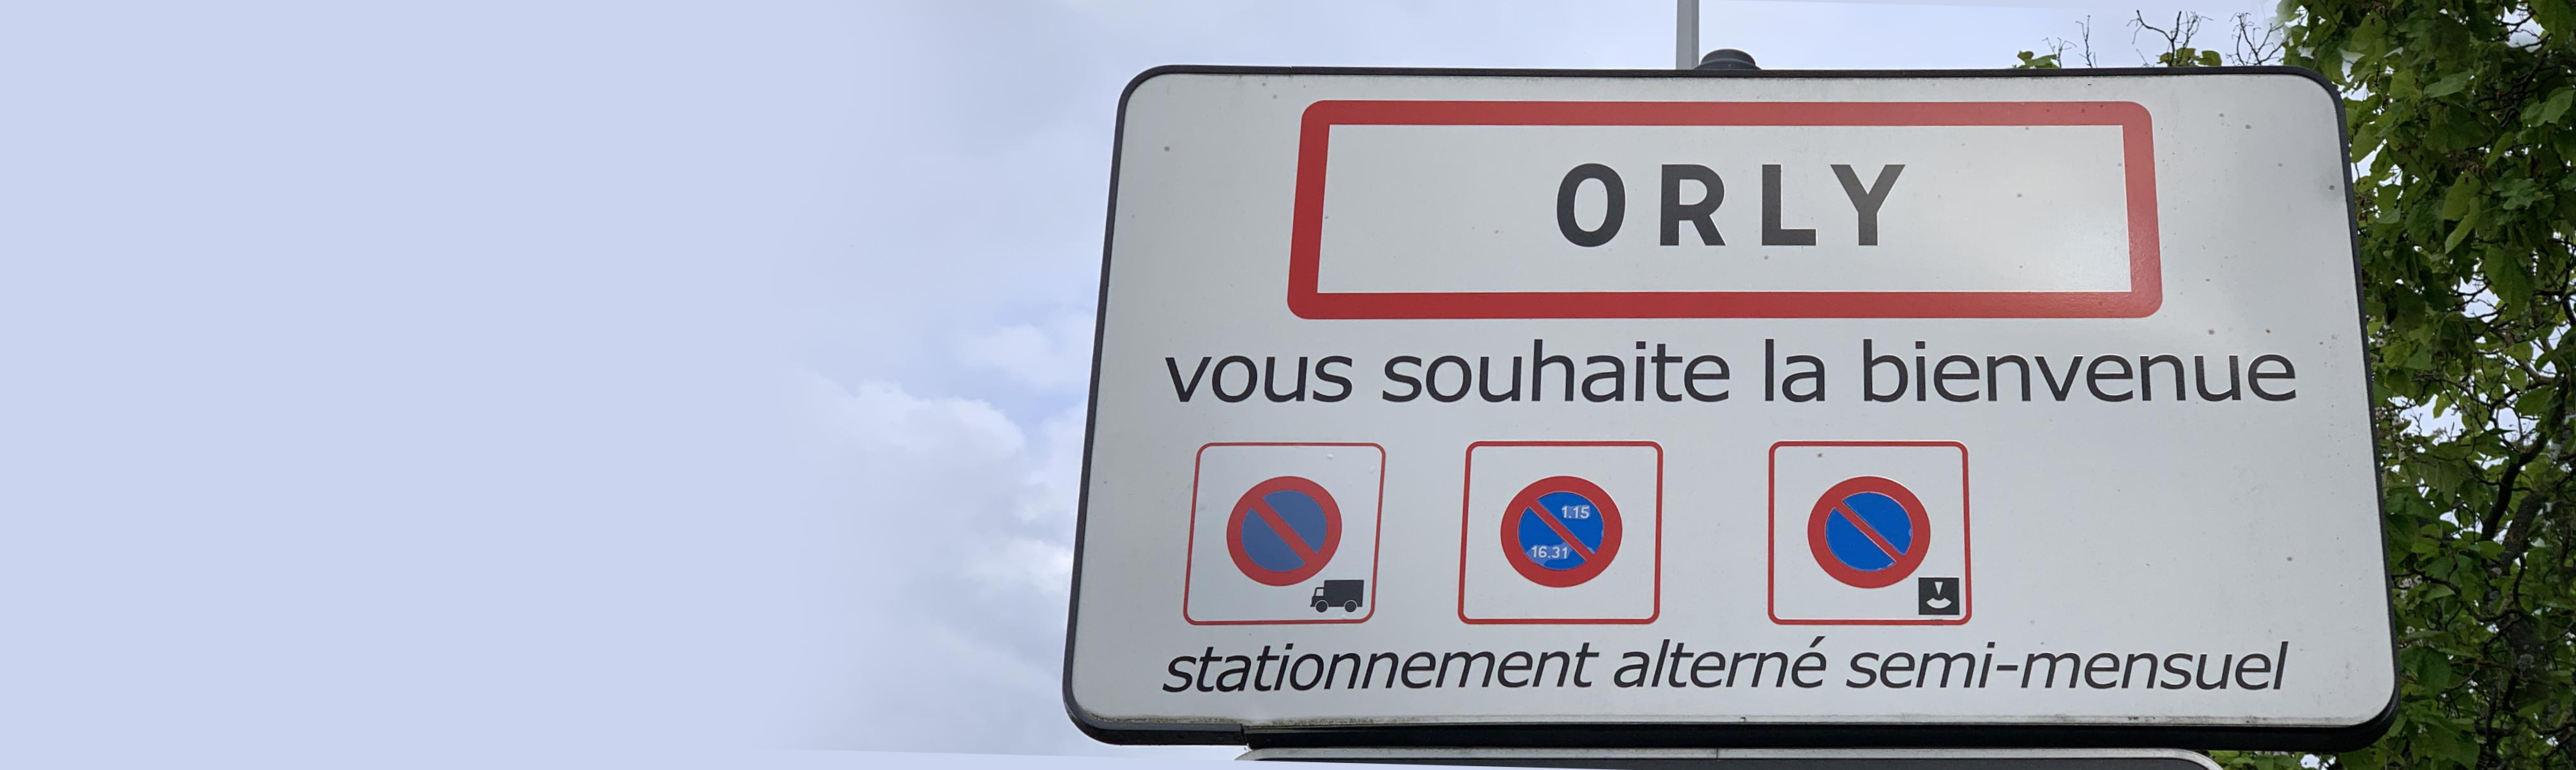 ORLY
vous souhaite la bienvenue
1.15
16.31
stationnement alterné semi-mensuel